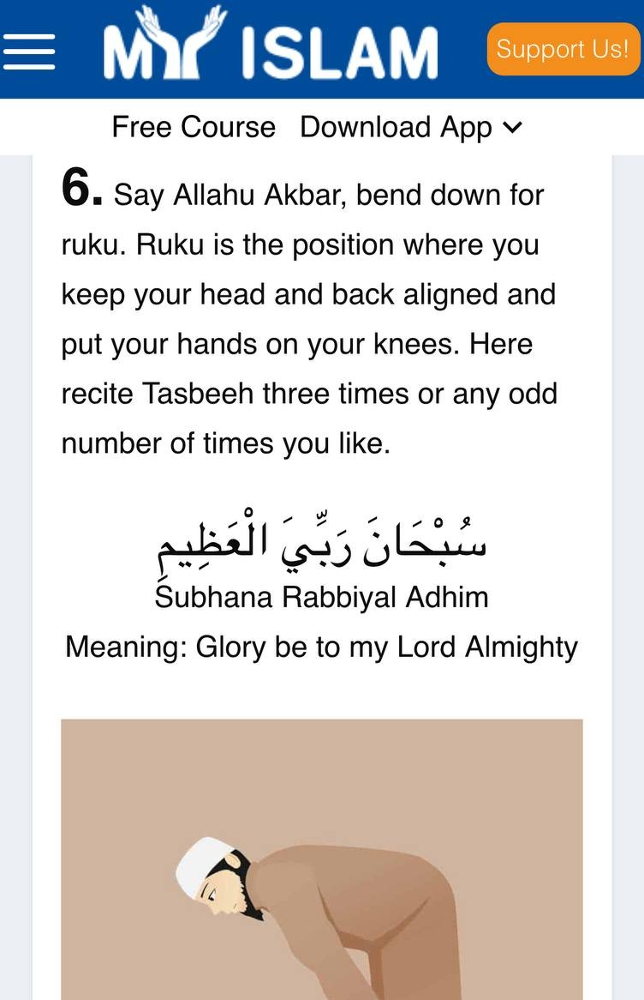 MY ISLAM
Support Us!
Free Course Download App
6. Say Allahu Akbar, bend down for
ruku. Ruku is the position where you
keep your head and back aligned and
put your hands on your knees. Here
recite Tasbeeh three times or any odd
number of times you like.
سُبْحَانَ رَبِّيَ الْعَظِيمِ
Subhana Rabbiyal Adhim
Meaning: Glory be to my Lord Almighty